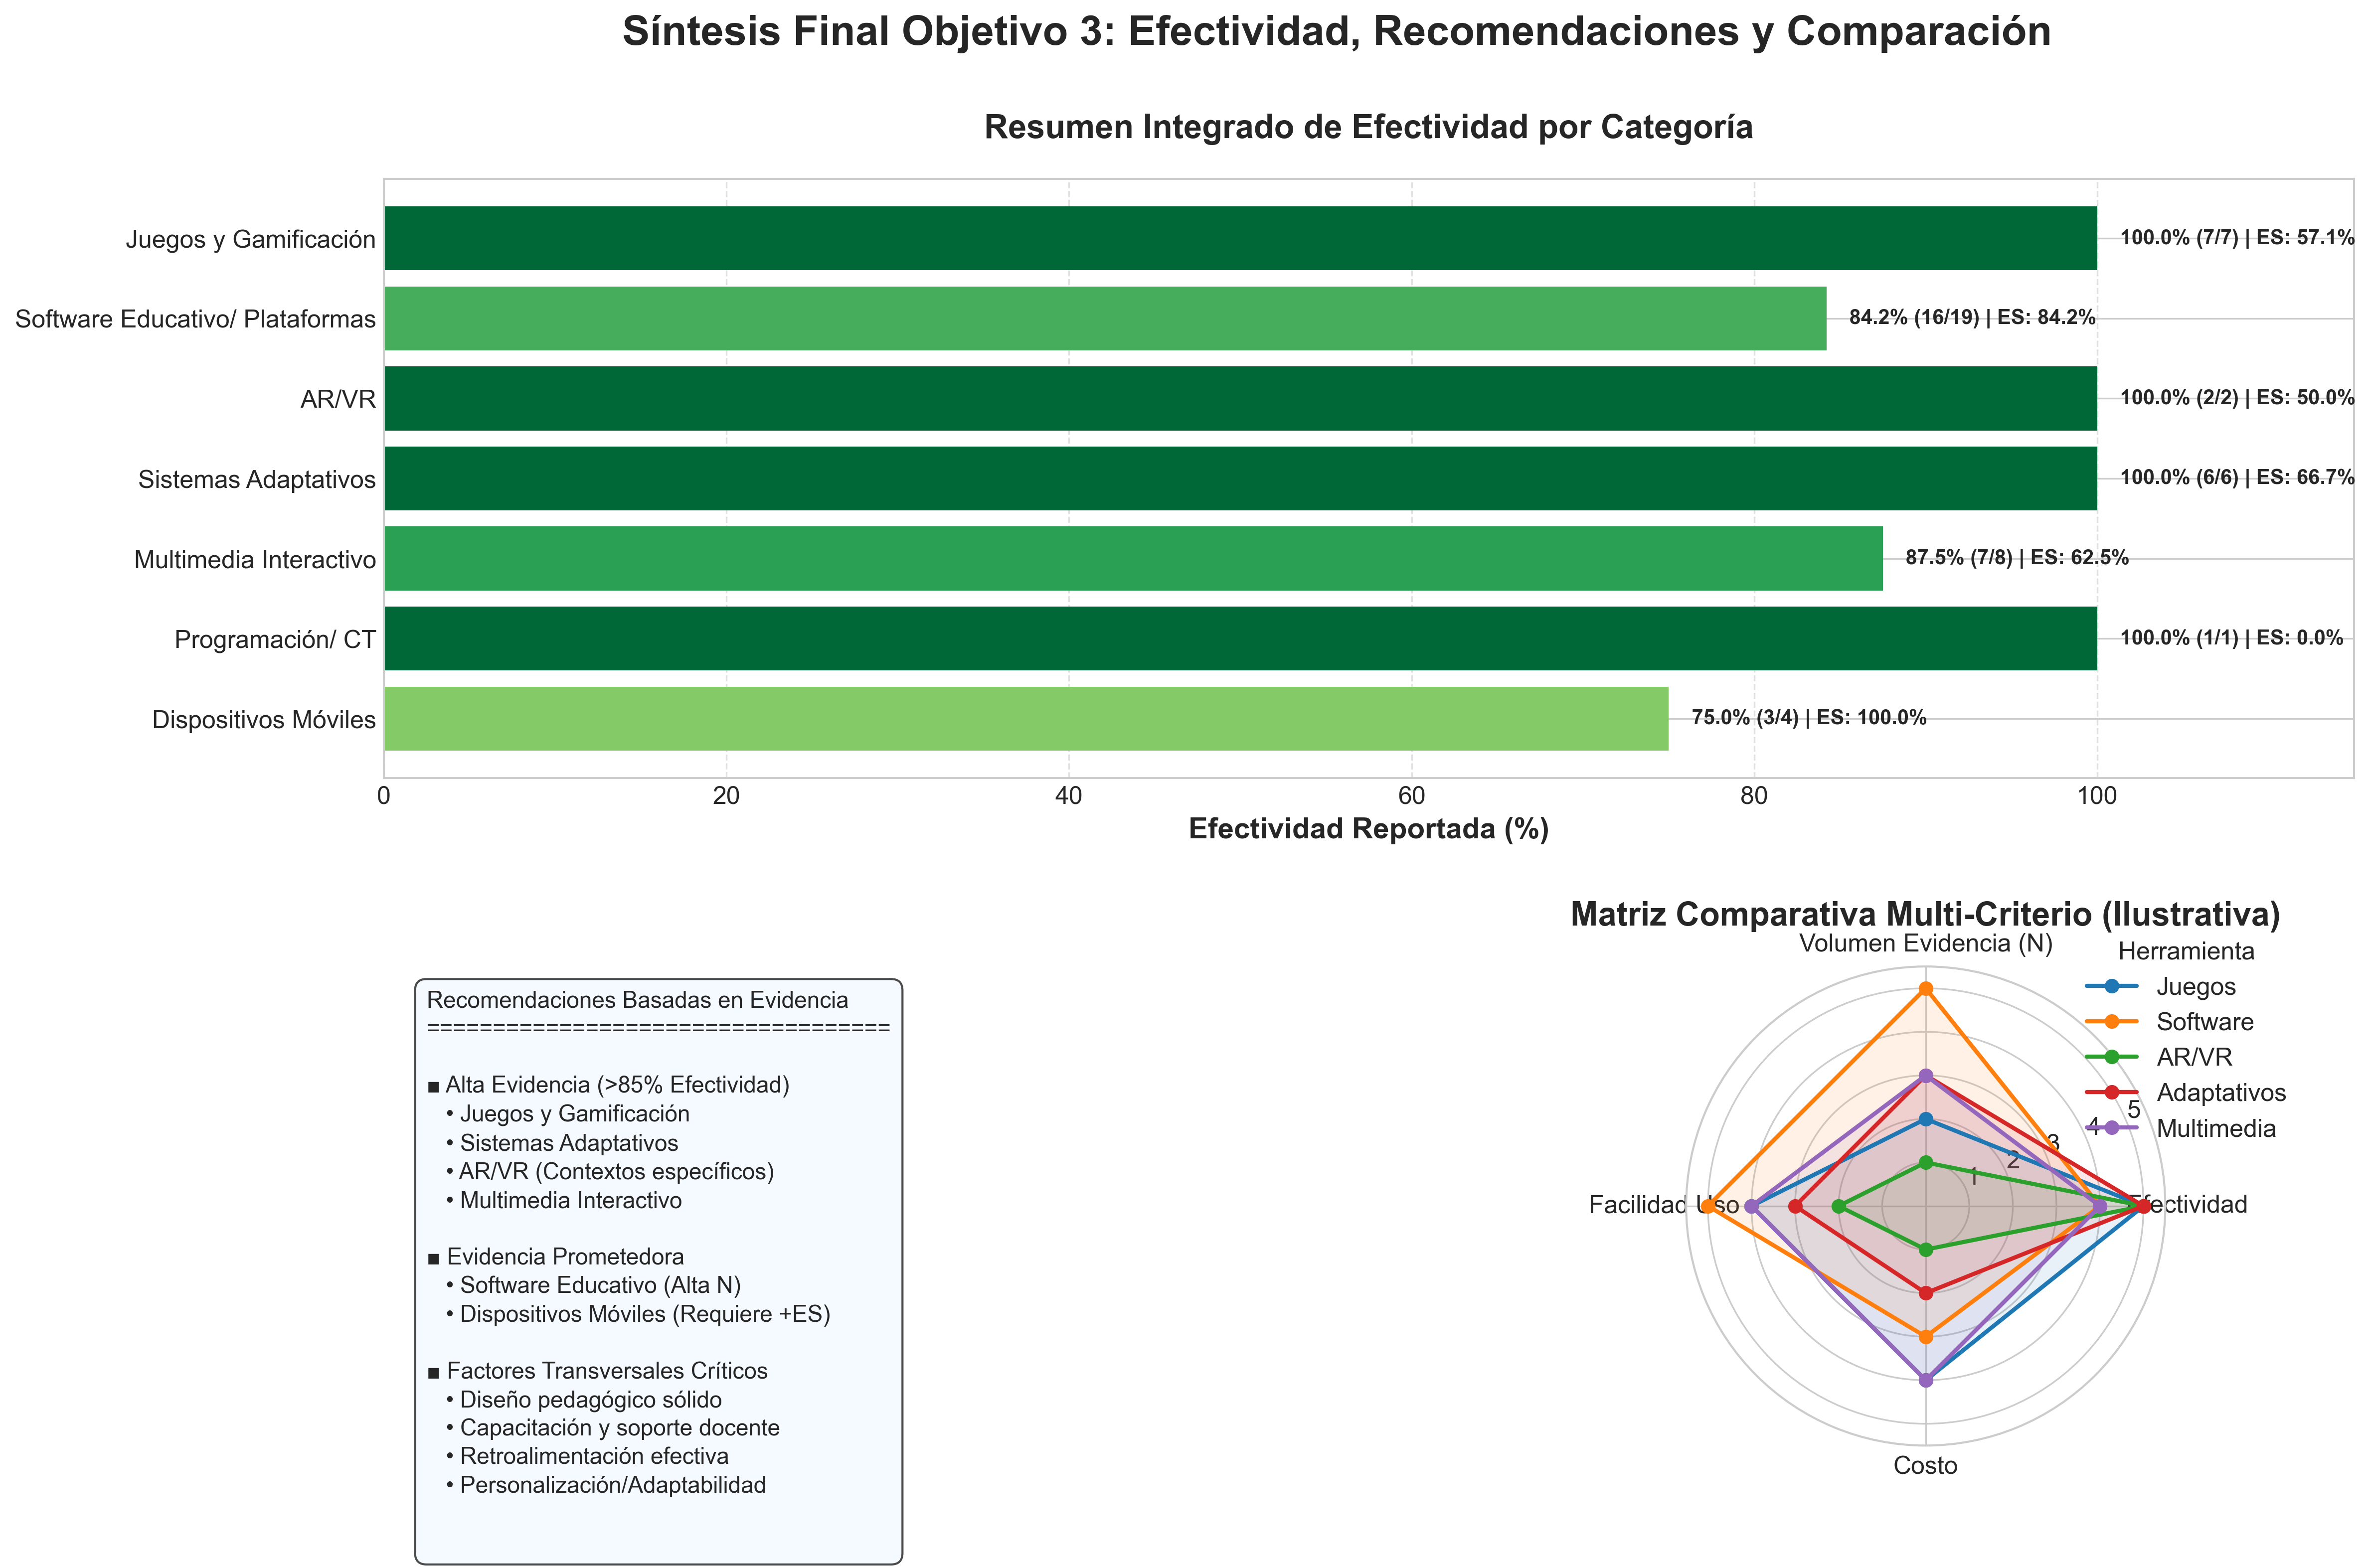 Síntesis Final Objetivo 3: Efectividad, Recomendaciones y Comparación
Resumen Integrado de Efectividad por Categoría
Juegos y Gamificación
100.0% (7/7) | ES: 57.1%
Software Educativo/ Plataformas
84.2% (16/19) | ES: 84.2%
AR/VR
100.0% (2/2) | ES: 50.0%
Sistemas Adaptativos
100.0% (6/6) | ES: 66.7%
Multimedia Interactivo
87.5% (7/8) | ES: 62.5%
Programación/ CT
100.0% (1/1) | ES: 0.0%
Dispositivos Móviles
75.0% (3/4) | ES: 100.0%
0 20 40 60 80 100
Efectividad Reportada (%)
Recomendaciones Basadas en Evidencia
===================================
■ Alta Evidencia (>85% Efectividad)
• Juegos y Gamificación
• Sistemas Adaptativos
• AR/VR (Contextos específicos)
• Multimedia Interactivo
■ Evidencia Prometedora
• Software Educativo (Alta N)
• Dispositivos Móviles (Requiere +ES)
■ Factores Transversales Críticos
• Diseño pedagógico sólido
• Capacitación y soporte docente
• Retroalimentación efectiva
• Personalización/Adaptabilidad
Matriz Comparativa Multi-Criterio (Ilustrativa)
Volumen Evidencia (N)
Herramienta
Juegos
Software
AR/VR
Adaptativos
Multimedia
1 2 3 4 5
Facilidad Uso
Efectividad
Costo